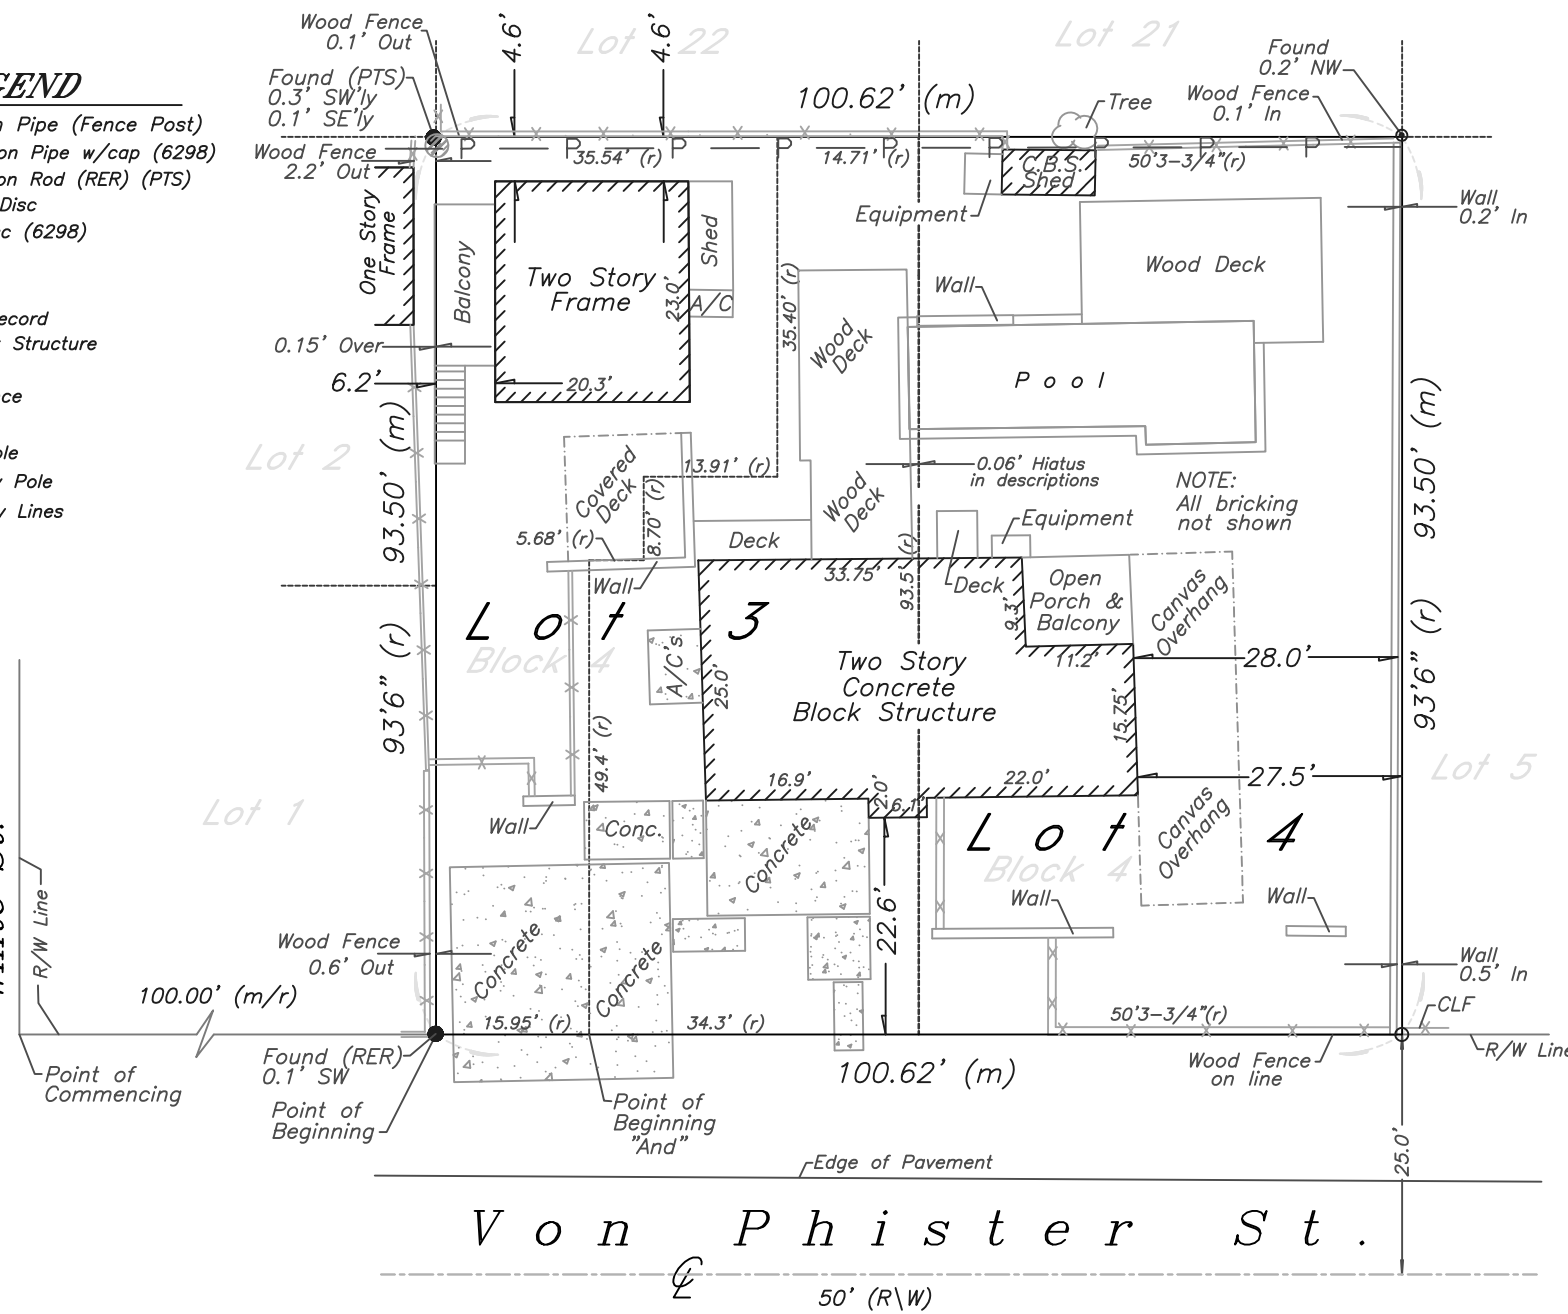 GEND
Pipe (Fence Post)
on Pipe w/cap (6298)
on Rod (RER) (PTS)
Disc
(6298)
ecord
Structure
ce
ole
Pole
Lines
Wood Fence
0.1' Out
4.6'
4.6'
Lot 22
Lot 21
Found
0.2' NW
Found (PTS)
0.3' SW'ly
0.1' SE'ly
100.62' (m)
Tree
Wood Fence
0.1' In
Wood Fence
2.2' Out
P P P P P P P P P
35.54' (r)
14.71' (r)
50'3-3/4"(r)
C.B.S.
Shed
Equipment
Wall
0.2' In
One Story
Frame
Balcony
Two Story
Frame
23.0'
Shed
A/C
35.40' (r)
Wood Deck
Wall
Wood
Deck
0.15' Over
6.2'
20.3'
Pool
93.50' (m)
93.50' (m)
Lot 2
Covered
Deck
13.91' (r)
Wood
Deck
0.06' Hiatus
in descriptions
NOTE:
All bricking
not shown
5.68' (r)
8.70' (r)
Deck
Equipment
Wall
33.75'
93.5' (r)
Deck
9.3'
Open
Porch &
Balcony
11.2'
Canvas
Overhang
Lot 3
Block 4
93'6" (r)
93'6" (r)
A/C's
25.0'
Two Story
Concrete
Block Structure
15.75'
28.0'
49.4' (r)
16.9'
2.0'
6.1'
22.0'
27.5'
Lot 5
Lot 1
Wall
Conc.
Concrete
Lot 4
Block 4
Canvas
Overhang
22.6'
Wall
Wall
R/W Line
Wood Fence
0.6' Out
Concrete
Concrete
Wall
0.5' In
100.00' (m/r)
15.95' (r)
34.3' (r)
50'3-3/4"(r)
CLF
Found (RER)
0.1' SW
100.62' (m)
Wood Fence
on line
R/W Line
Point of
Commencing
Point of
Beginning
Point of
Beginning
"And"
25.0'
Edge of Pavement
Von Phister St.
50' (R\W)